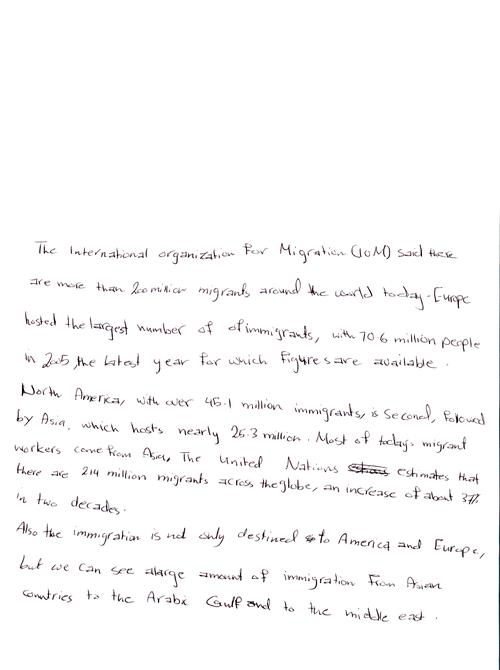 The International organization For Migration (IOM) said there
are more than 200 million migrants around the world today. Europe
hosted the largest number of of immigrants, with 70.6 million people
in 2005, the latest year for which figures are available.
North America, with over 45.1 million immigrants, is second, followed
by Asia, which hosts nearly 25.3 million. Most of today. migrant
workers come from Asia, The United Nations estimates that
there are 214 million migrants across the globe, an increase of about 37%
in two decades.
Also the immigration is not only destined to America and Europe,
but we can see alarge amount of immigration from Asian
countries to the Arabic Gulf and to the middle east.